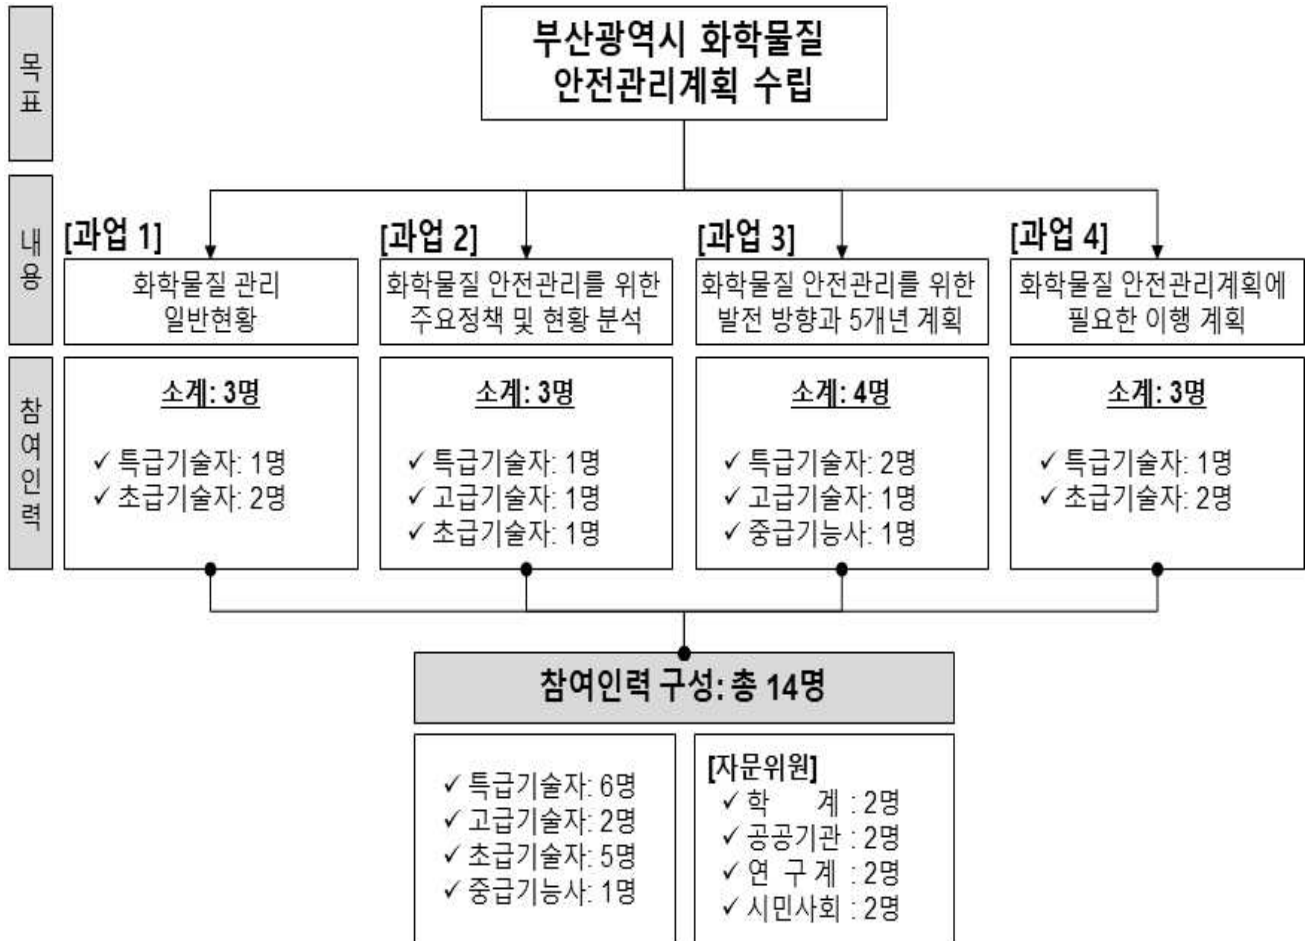 목표
부산광역시 화학물질
안전관리계획 수립
내용
[과업 1]
화학물질 관리
일반현황
[과업 2]
화학물질 안전관리를 위한
주요정책 및 현황 분석
[과업 3]
화학물질 안전관리를 위한
발전 방향과 5개년 계획
[과업 4]
화학물질 안전관리계획에
필요한 이행 계획
참여인력
소계: 3명
✓ 특급기술자: 1명
✓ 초급기술자: 2명
소계: 3명
✓ 특급기술자: 1명
✓ 고급기술자: 1명
✓ 초급기술자: 1명
소계: 4명
✓ 특급기술자: 2명
✓ 고급기술자: 1명
✓ 중급기능사: 1명
소계: 3명
✓ 특급기술자: 1명
✓ 초급기술자: 2명
참여인력 구성: 총 14명
✓ 특급기술자: 6명
✓ 고급기술자: 2명
✓ 초급기술자: 5명
✓ 중급기능사: 1명
[자문위원]
✓ 학 계 : 2명
✓ 공공기관 : 2명
✓ 연 구 계 : 2명
✓ 시민사회 : 2명